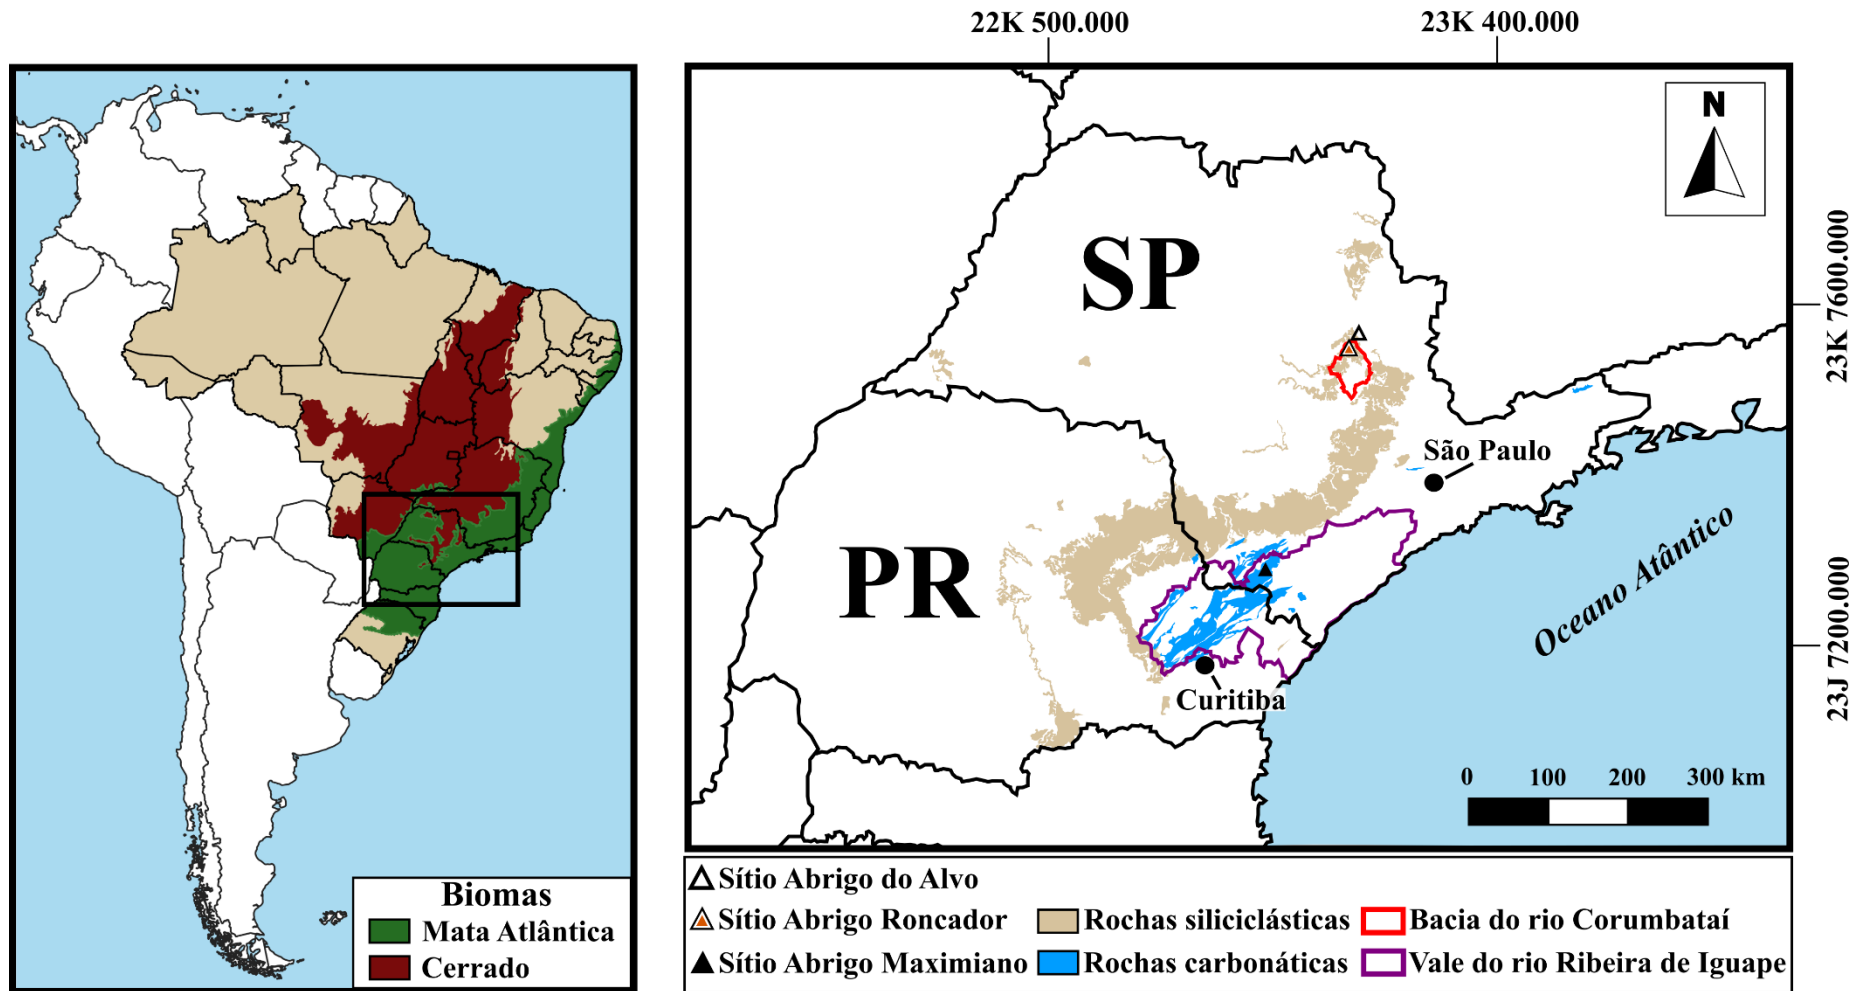 22K 500.000
23K 400.000
N
SP
23K 7600.000
São Paulo
PR
Oceano Atântico
23J 7200.000
Curitiba
0 100 200 300 km
Biomas
Mata Atlântica
Cerrado
Sítio Abrigo do Alvo
Sítio Abrigo Roncador
Rochas siliciclásticas
Bacia do rio Corumbataí
Sítio Abrigo Maximiano
Rochas carbonáticas
Vale do rio Ribeira de Iguape